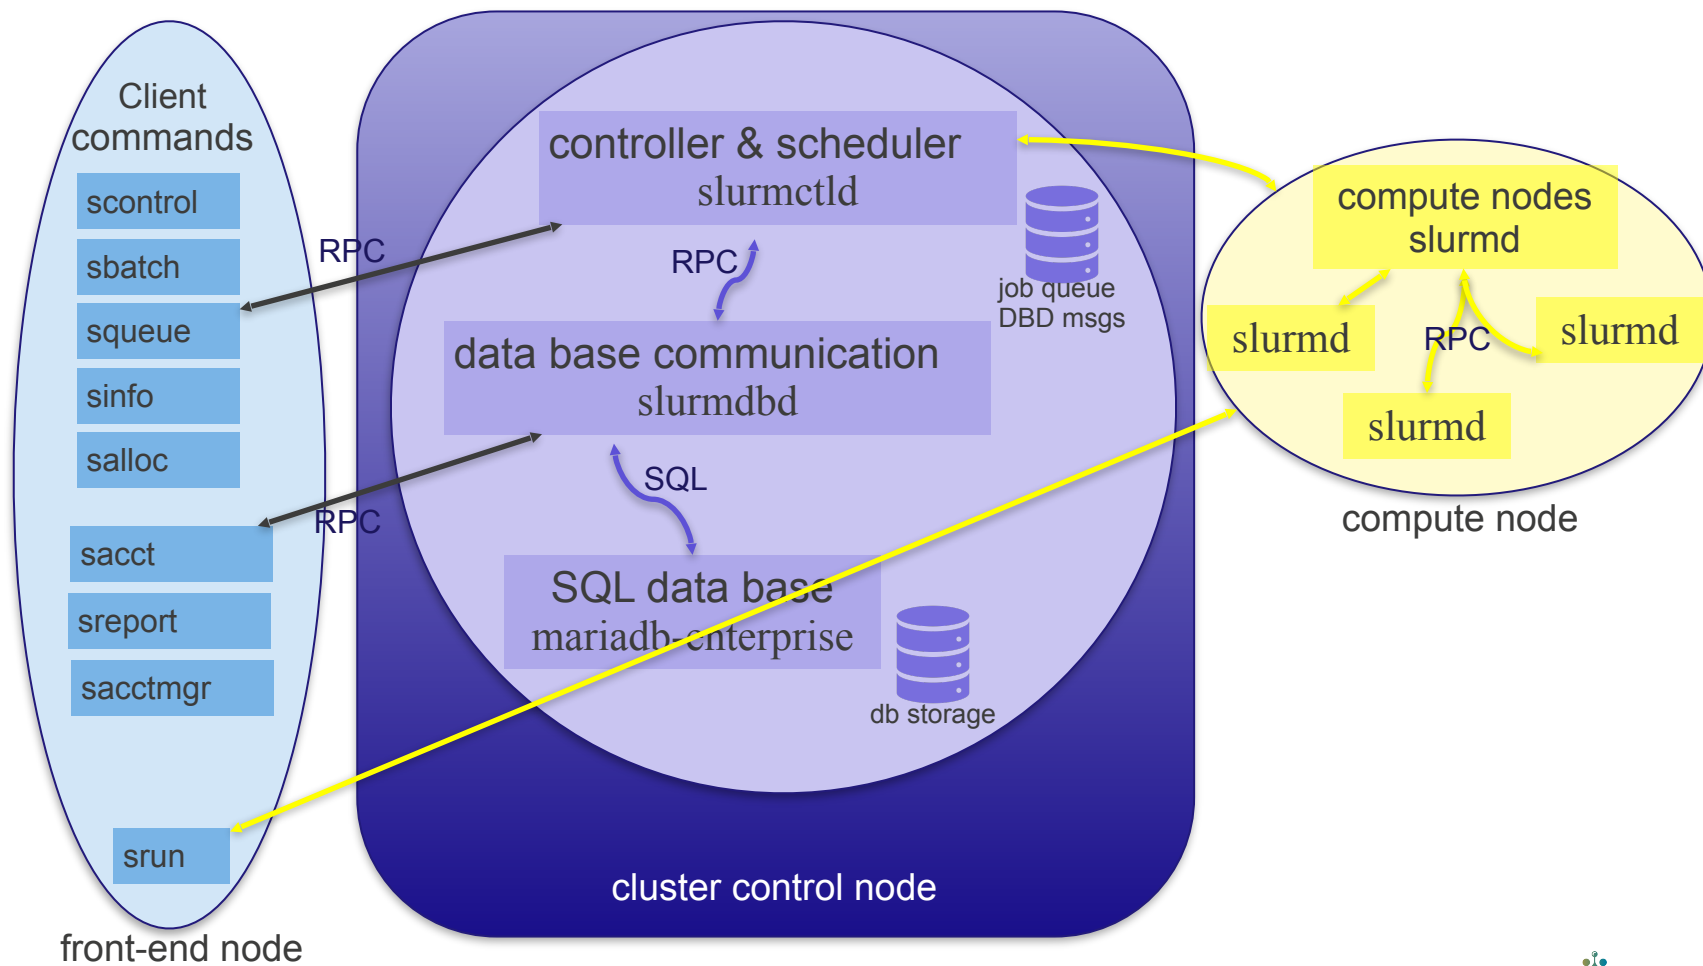 Client
commands
scontrol
sbatch
squeue
sinfo
salloc
sacct
sreport
sacctmgr
srun
front-end node
RPC
RPC
controller & scheduler
slurmctld
RPC
job queue
DBD msgs
data base communication
slurmdbd
SQL
SQL data base
mariadb-enterprise
db storage
cluster control node
compute nodes
slurmd
slurmd
RPC
slurmd
slurmd
compute node